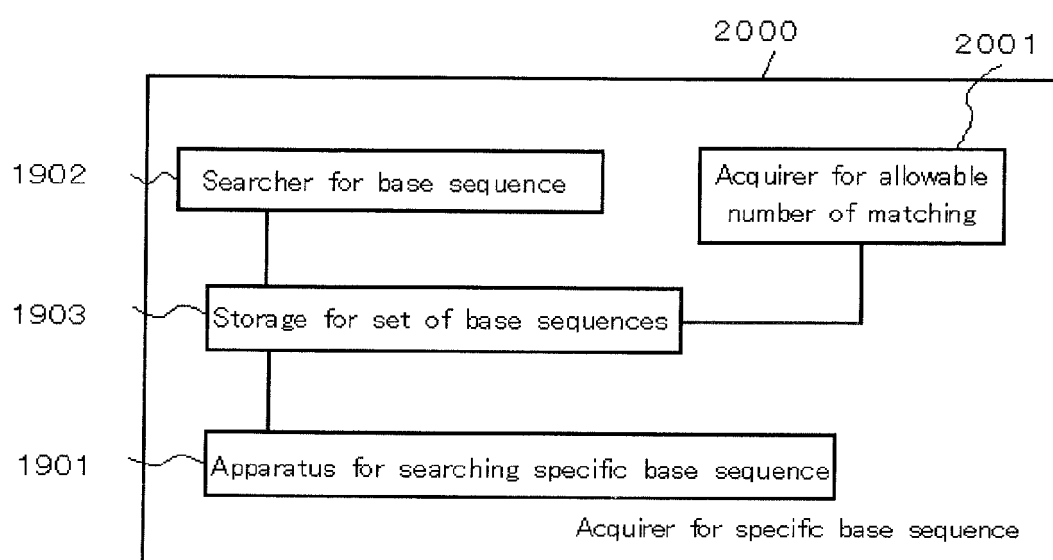 2000
2001
1902
Searcher for base sequence
Acquirer for allowable
number of matching
1903
Storage for set of base sequences
1901
Apparatus for searching specific base sequence
Acquirer for specific base sequence